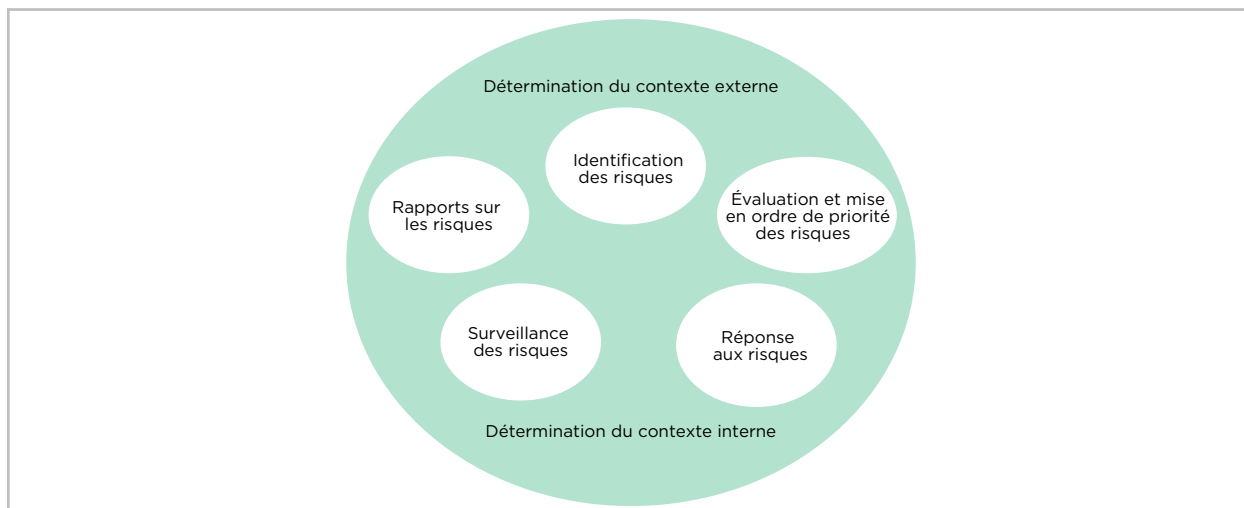 Détermination du contexte externe
Identification
des risques
Évaluation et mise
en ordre de priorité
des risques
Rapports sur
les risques
Surveillance
des risques
Réponse
aux risques
Détermination du contexte interne